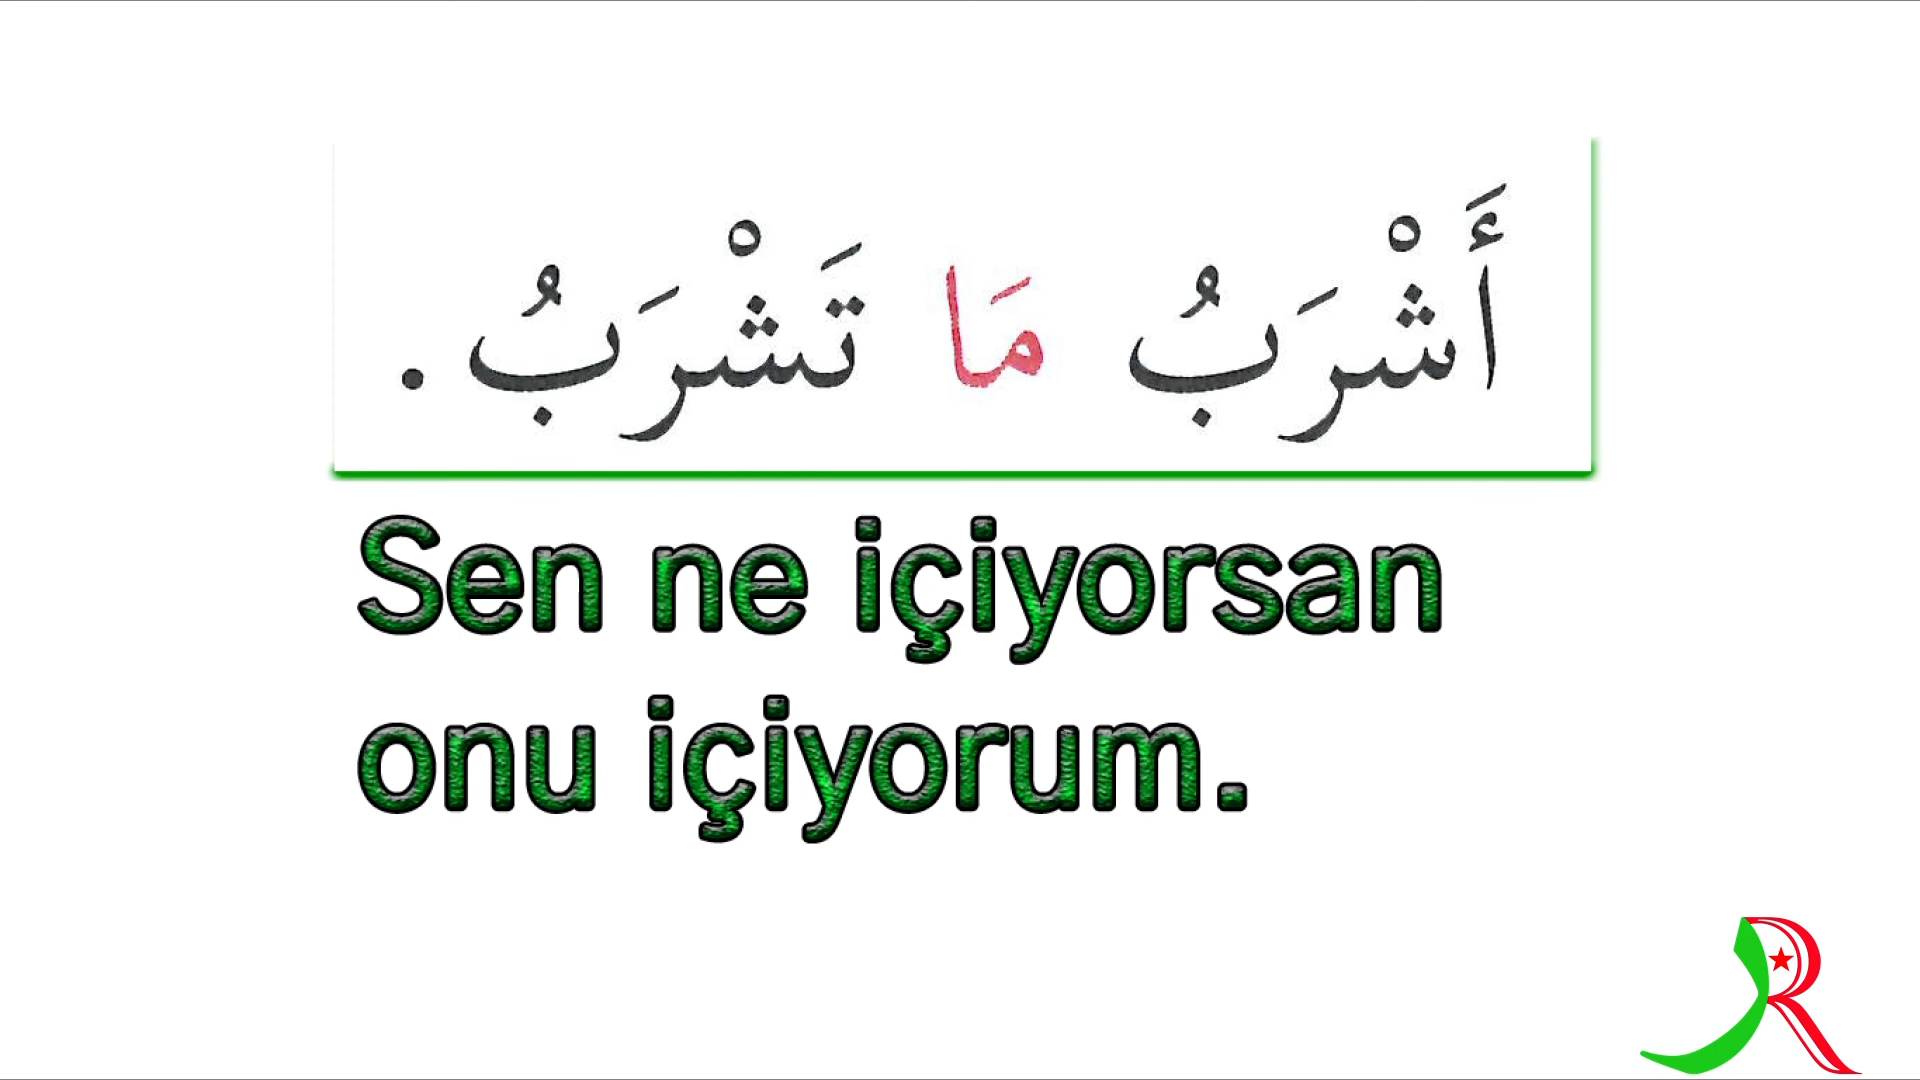 أَشْرَبُ مَا تَشْرَبُ .
Sen ne içiyorsan
onu içiyorum.